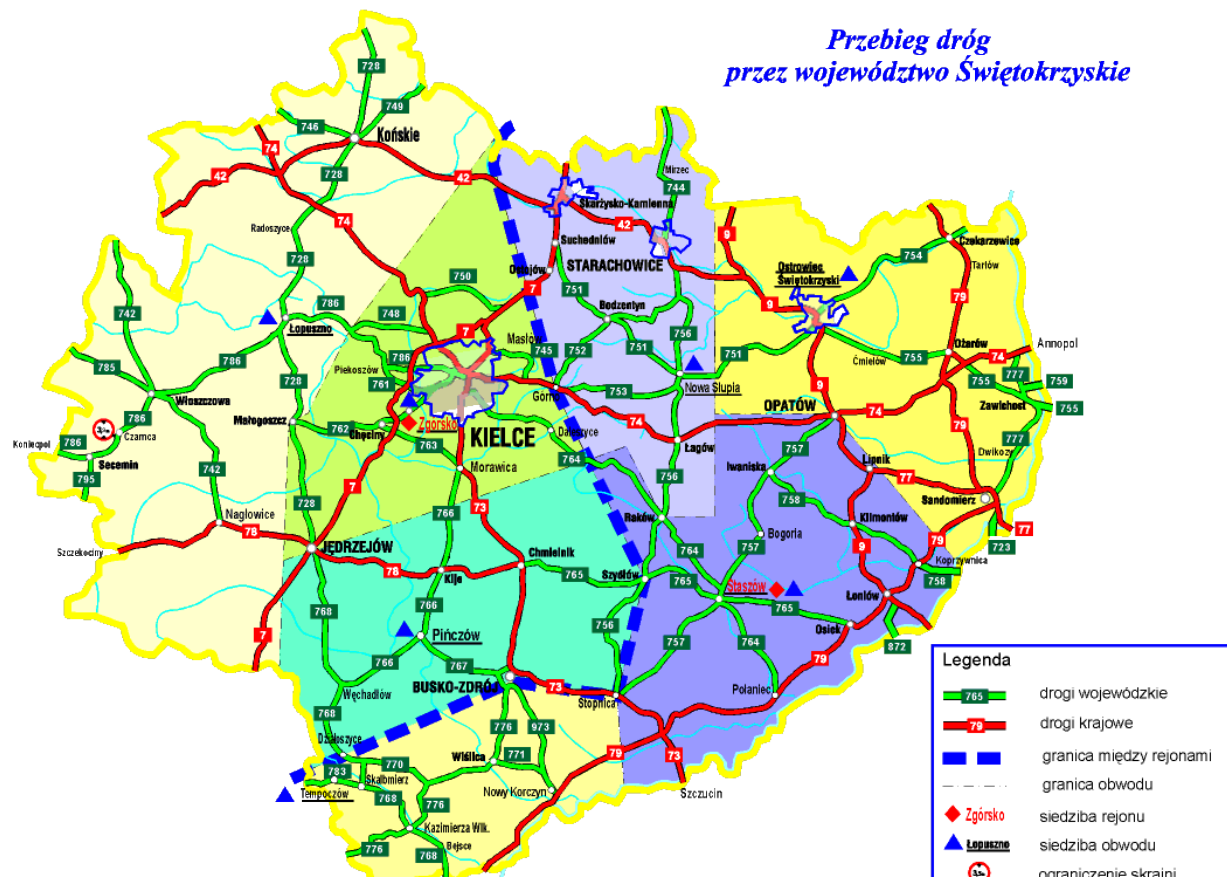 Przebieg dróg
przez województwo Świętokrzyskie
728
749
746
Końskie
74
42
728
42
Mirzec
744
Skarżysko-Kamienna
42
9
74
Radoszyce
Suchedniów
STARACHOWICE
Czekarzewice
754
Tarłów
Ostrowiec
Świętokrzyski
728
750
Ostojów
7
751
Bodzentyn
9
79
742
786
748
Łopuszno
7
Masłów
745
756
751
752
751
786
Piekoszów
786
761
785
Włoszczowa
728
Ćmielów
755
Ożarów
74
Annopol
755
777
759
Górno
753
Nowa Słupia
9
Zawichost
755
786
Czarnca
Małogoszcz
762
Chęciny
Zgórsko
KIELCE
Daleszyce
74
OPATÓW
74
79
777
Koniecpol
786
Secemin
795
742
763
Morawica
764
Łagów
757
Iwaniska
Lipnik
Dwikozy
756
77
758
Sandomierz
7
728
73
766
Raków
Klimontów
Nagłowice
78
Szczekociny
JĘDRZEJÓW
764
757
Bogoria
9
79
77
723
Koprzywnica
758
78
Kije
Chmielnik
765
Szydłów
765
Staszów
765
Łoniów
768
766
756
Osiek
7
Pińczów
757
764
872
766
767
79
Węchadłów
BUSKO-ZDRÓJ
73
Stopnica
Połaniec
768
776
973
Działoszyce
79
73
783
770
Wiślica
771
Skalbmierz
Tempoczów
768
776
Nowy Korczyn
Szczucin
Kazimierza Wlk.
776
768
Bejsce
Legenda
765 drogi wojewódzkie
79 drogi krajowe
granica między rejonami
granica obwodu
Zgórsko siedziba rejonu
Łopuszno siedziba obwodu
ograniczenie skrajni